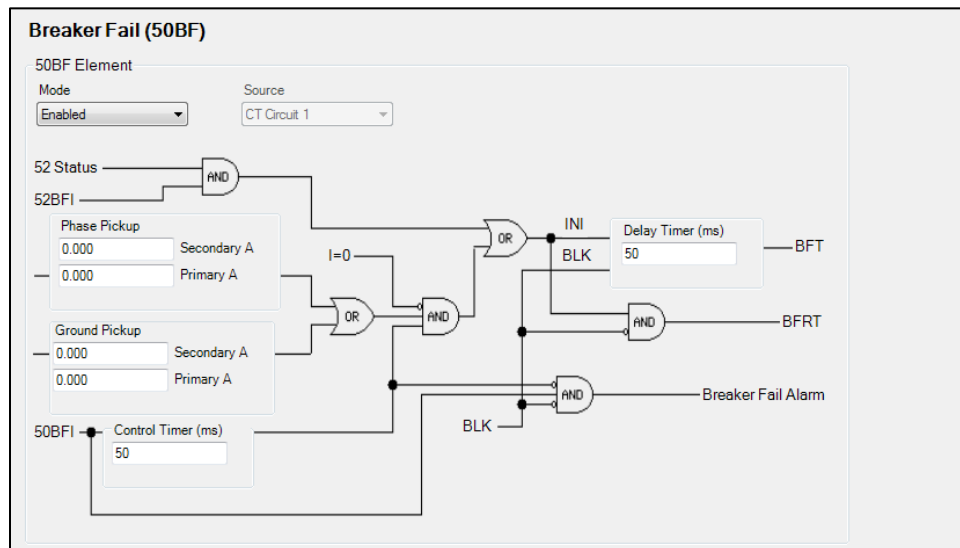 Breaker Fail (50BF)
50BF Element
Mode
Source
Enabled
CT Circuit 1
52 Status
AND
52BFI
Phase Pickup
0.000 Secondary A
0.000 Primary A
I=0
OR
INI
BLK
Delay Timer (ms)
50
BFT
Ground Pickup
0.000 Secondary A
0.000 Primary A
OR
AND
AND
BFRT
AND
Breaker Fail Alarm
BLK
50BFI
Control Timer (ms)
50